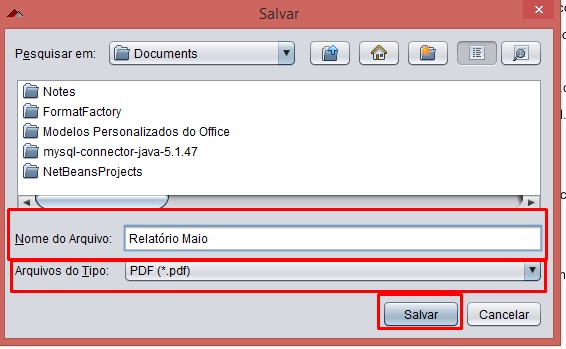 Salvar
Pesquisar em: Documents
Notes
FormatFactory
Modelos Personalizados do Office
mysql-connector-java-5.1.47
NetBeansProjects
Nome do Arquivo: Relatório Maio
Arquivos do Tipo: PDF (*.pdf)
Salvar Cancelar